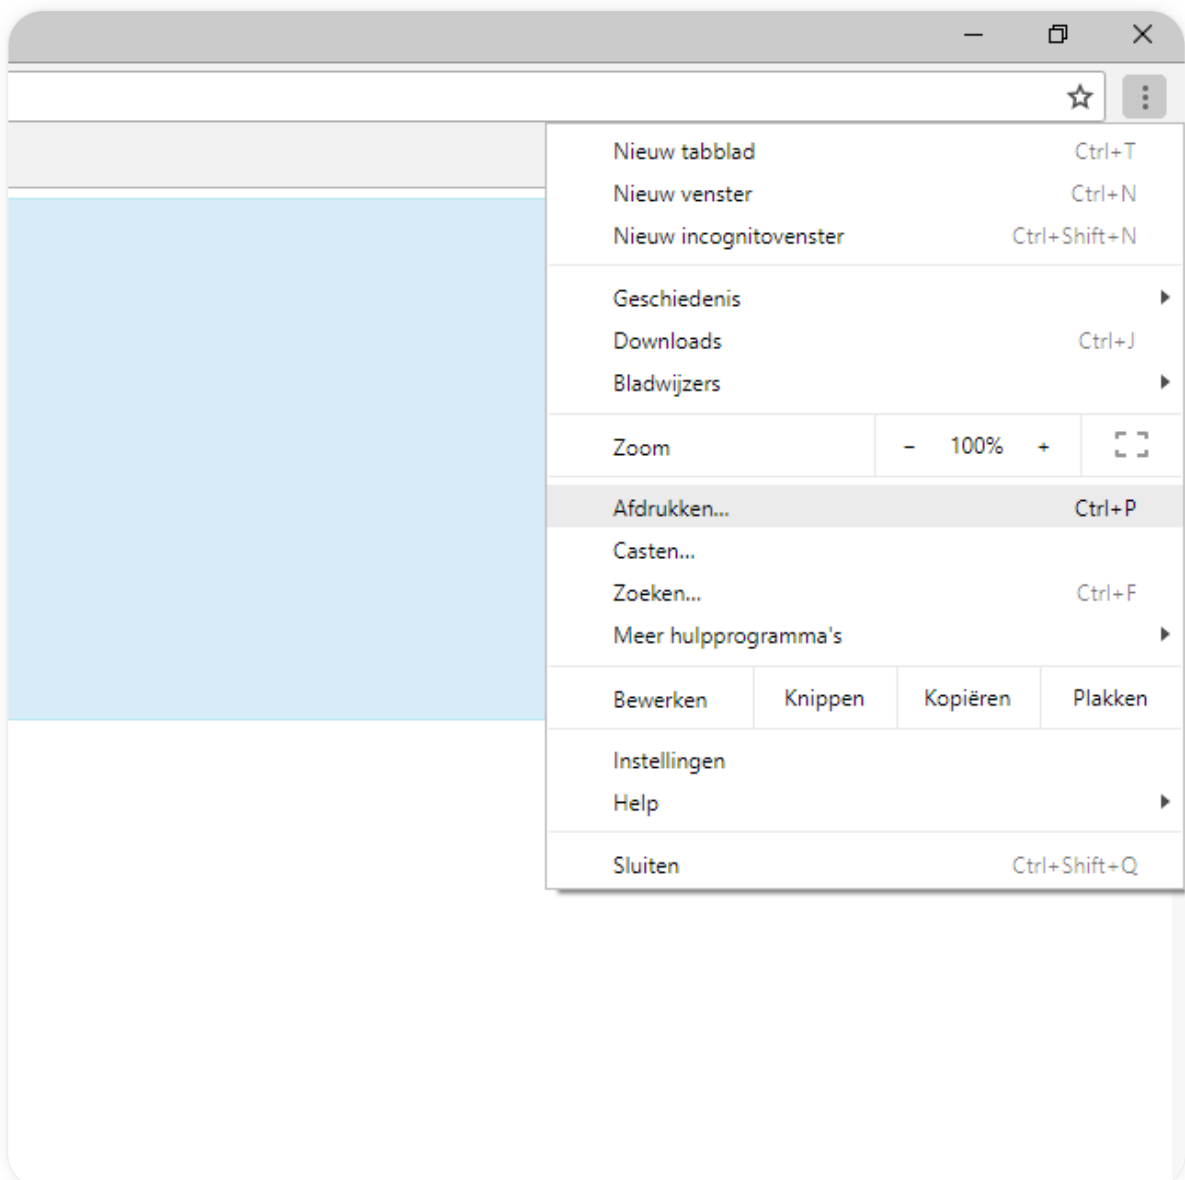 Nieuw tabblad Ctrl+T
Nieuw venster Ctrl+N
Nieuw incognitovenster Ctrl+Shift+N
Geschiedenis
Downloads Ctrl+J
Bladwijzers
Zoom - 100% +
Afdrukken... Ctrl+P
Casten...
Zoeken... Ctrl+F
Meer hulpprogramma's
Bewerken Knippen Kopiëren Plakken
Instellingen
Help
Sluiten Ctrl+Shift+Q